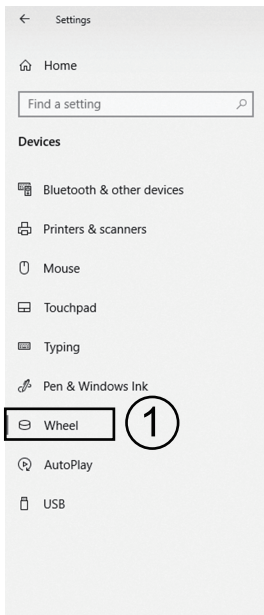 Settings
Home
Find a setting
Devices
Bluetooth & other devices
Printers & scanners
Mouse
Touchpad
Typing
Pen & Windows Ink
Wheel 1
AutoPlay
USB